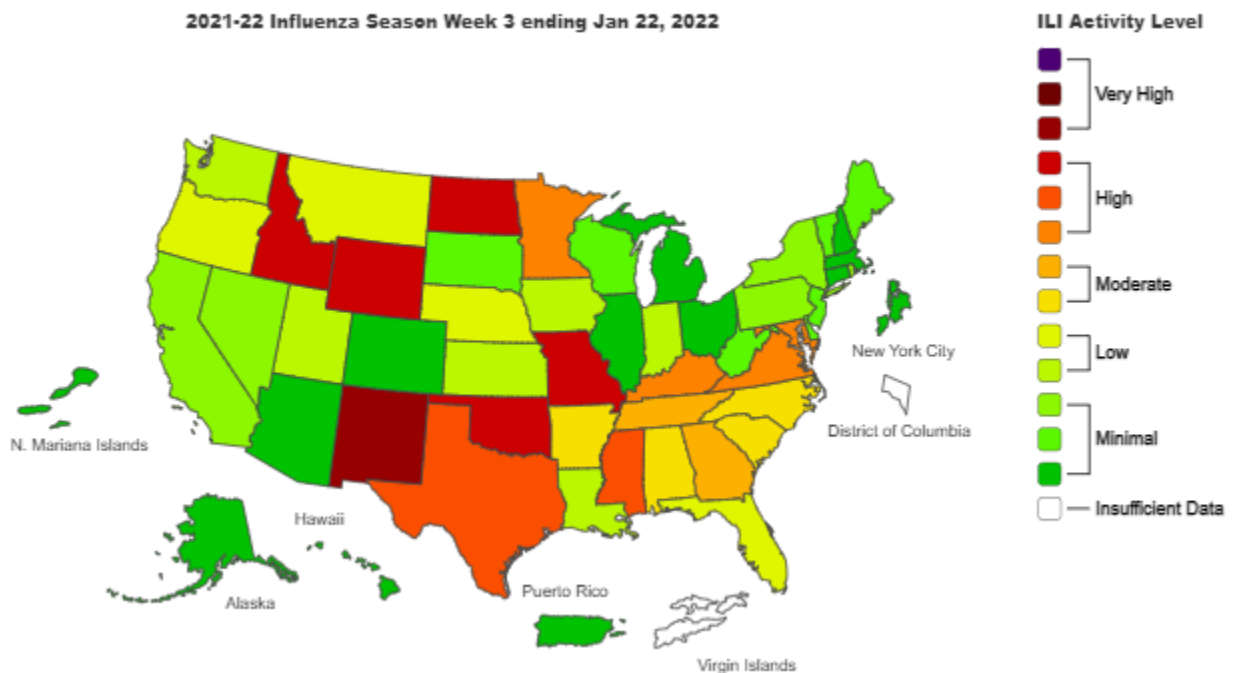 2021-22 Influenza Season Week 3 ending Jan 22, 2022
ILI Activity Level
Very High
High
Moderate
Low
Minimal
Insufficient Data
New York City
District of Columbia
N. Mariana Islands
Hawaii
Alaska
Puerto Rico
Virgin Islands